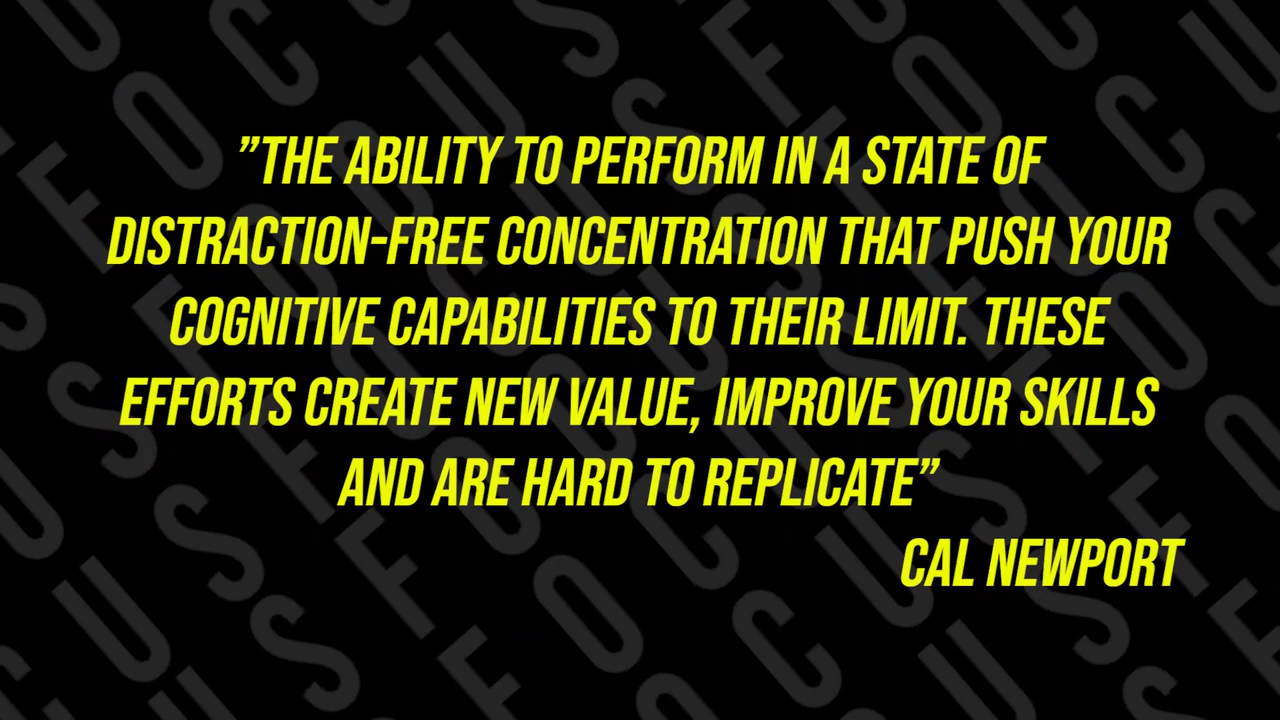 ”THE ABILITY TO PERFORM IN A STATE OF
DISTRACTION-FREE CONCENTRATION THAT PUSH YOUR
COGNITIVE CAPABILITIES TO THEIR LIMIT. THESE
EFFORTS CREATE NEW VALUE, IMPROVE YOUR SKILLS
AND ARE HARD TO REPLICATE”
CAL NEWPORT
FOCUS